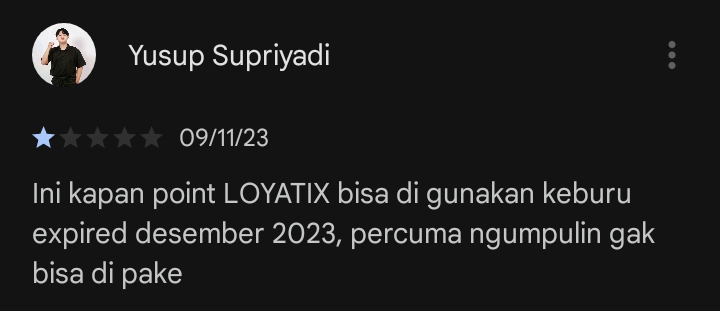 Yusup Supriyadi
09/11/23
Ini kapan point LOYATIX bisa di gunakan keburu
expired desember 2023, percuma ngumpulin gak
bisa di pake